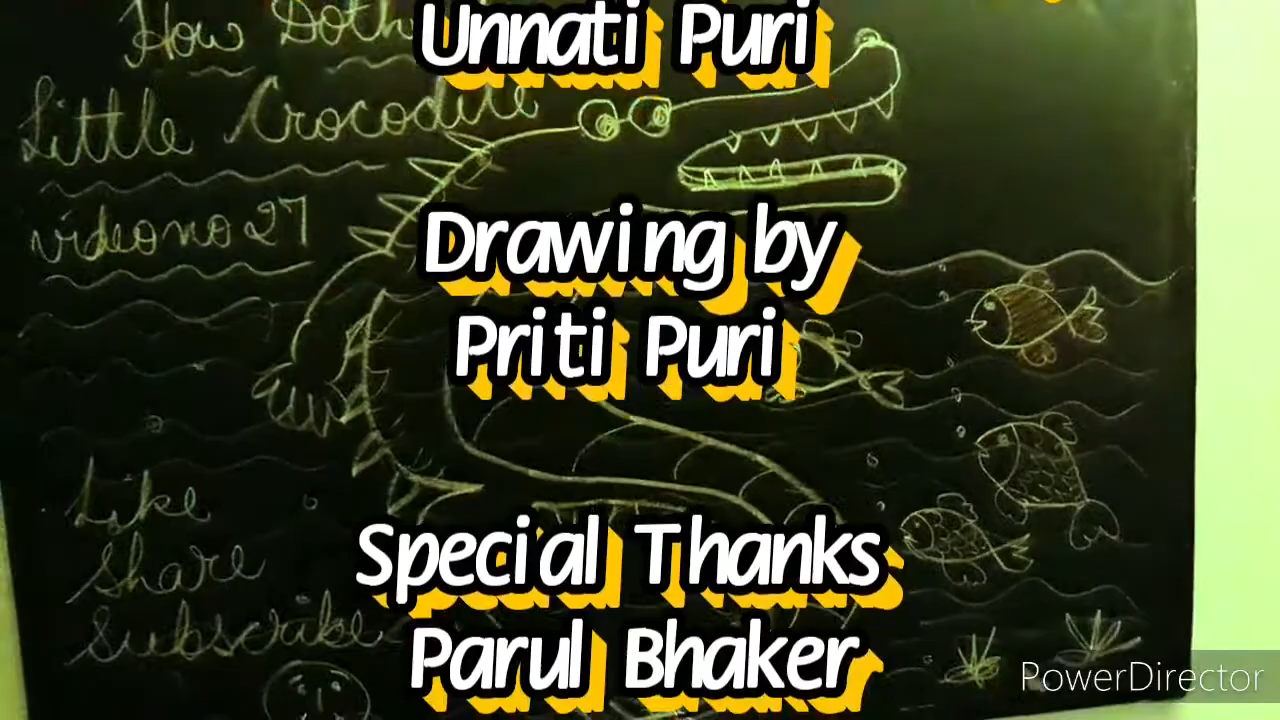 How Doth
Little Crocodile
video no 27
Like
Share
Subscribe
Unnati Puri
Drawing by
Priti Puri
Special Thanks
Parul Bhaker
PowerDirector